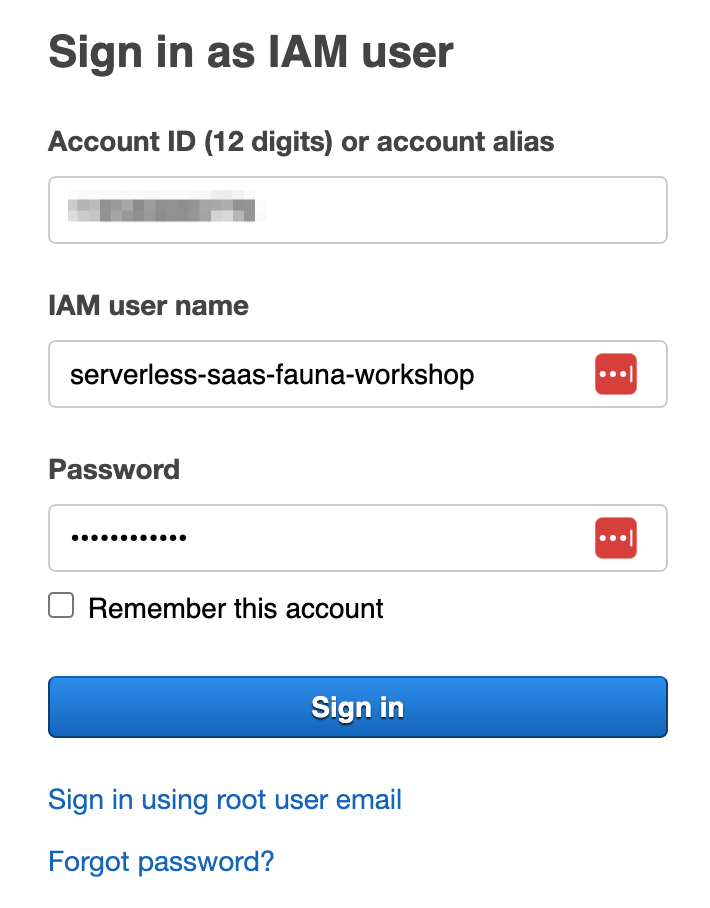 Sign in as IAM user
Account ID (12 digits) or account alias
IAM user name
serverless-saas-fauna-workshop
Password
••••••••••••
Remember this account
Sign in
Sign in using root user email
Forgot password?